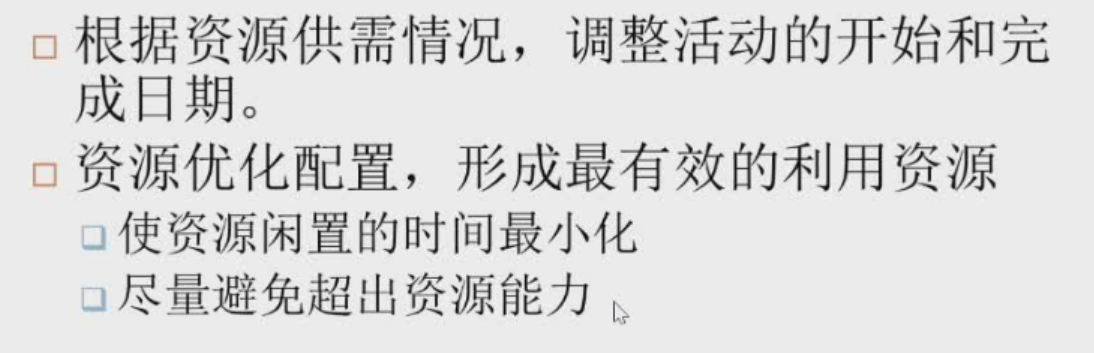 根据资源供需情况，调整活动的开始和完
成日期。
资源优化配置，形成最有效的利用资源
使资源闲置的时间最小化
尽量避免超出资源能力